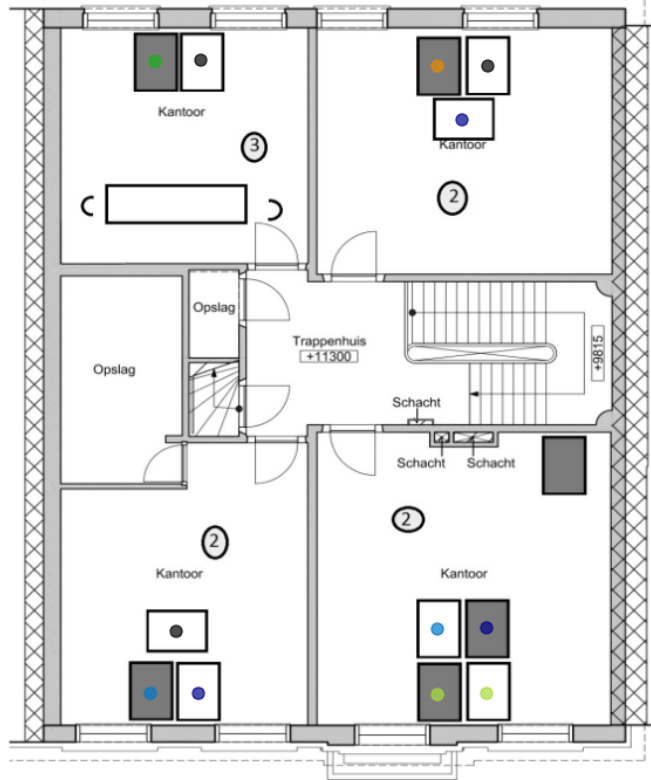 Kantoor
3
Kantoor
2
Opslag
Opslag
Trappenhuis
+11300
+9815
Schacht
Schacht
Schacht
2
2
Kantoor
Kantoor